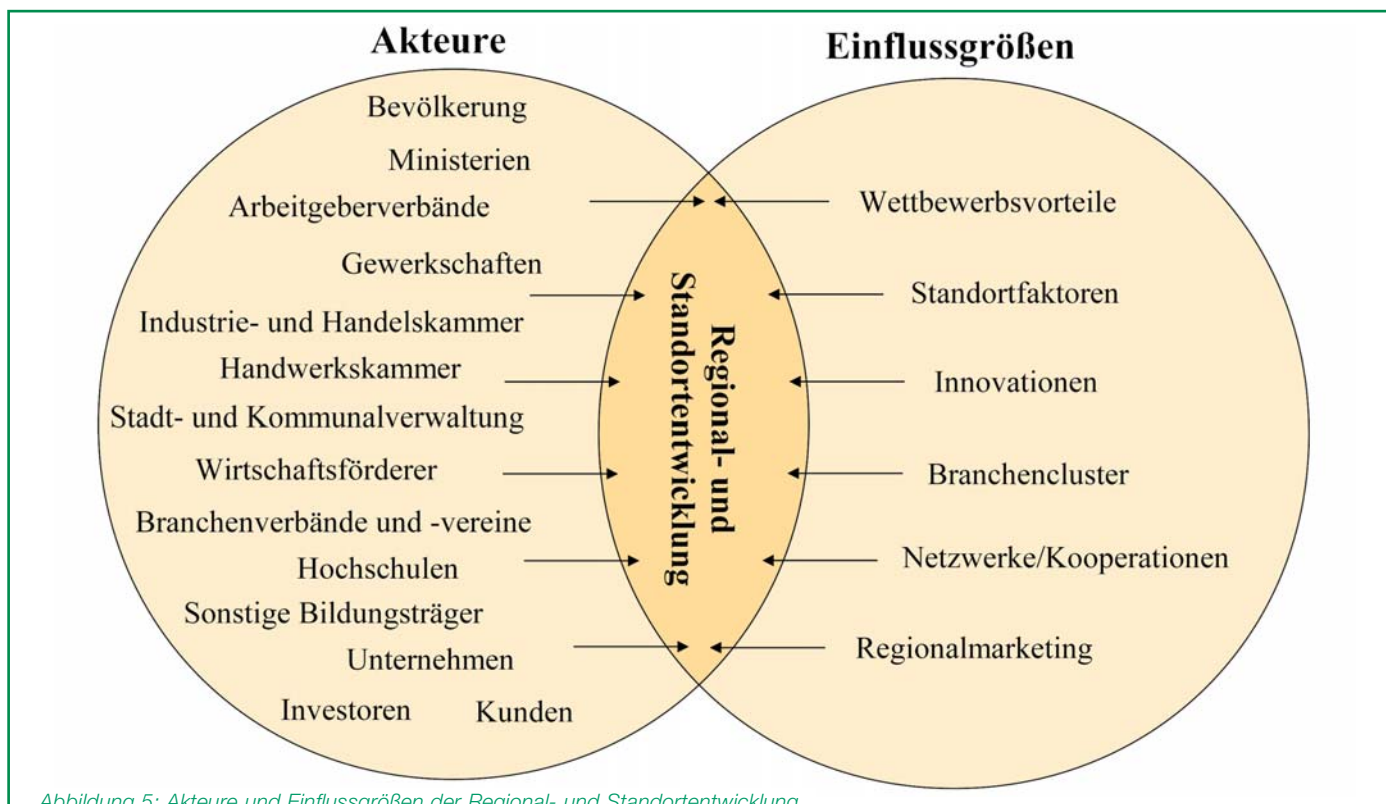 Akteure
Einflussgrößen
Bevölkerung
Ministerien
Arbeitgeberverbände
Gewerkschaften
Industrie- und Handelskammer
Handwerkskammer
Stadt- und Kommunalverwaltung
Wirtschaftsförderer
Branchenverbände und -vereine
Hochschulen
Sonstige Bildungsträger
Unternehmen
Investoren
Kunden
Regional- und
Standortentwicklung
Wettbewerbsvorteile
Standortfaktoren
Innovationen
Branchencluster
Netzwerke/Kooperationen
Regionalmarketing
Abbildung 5: Akteure und Einflussgrößen der Regional- und Standortentwicklung